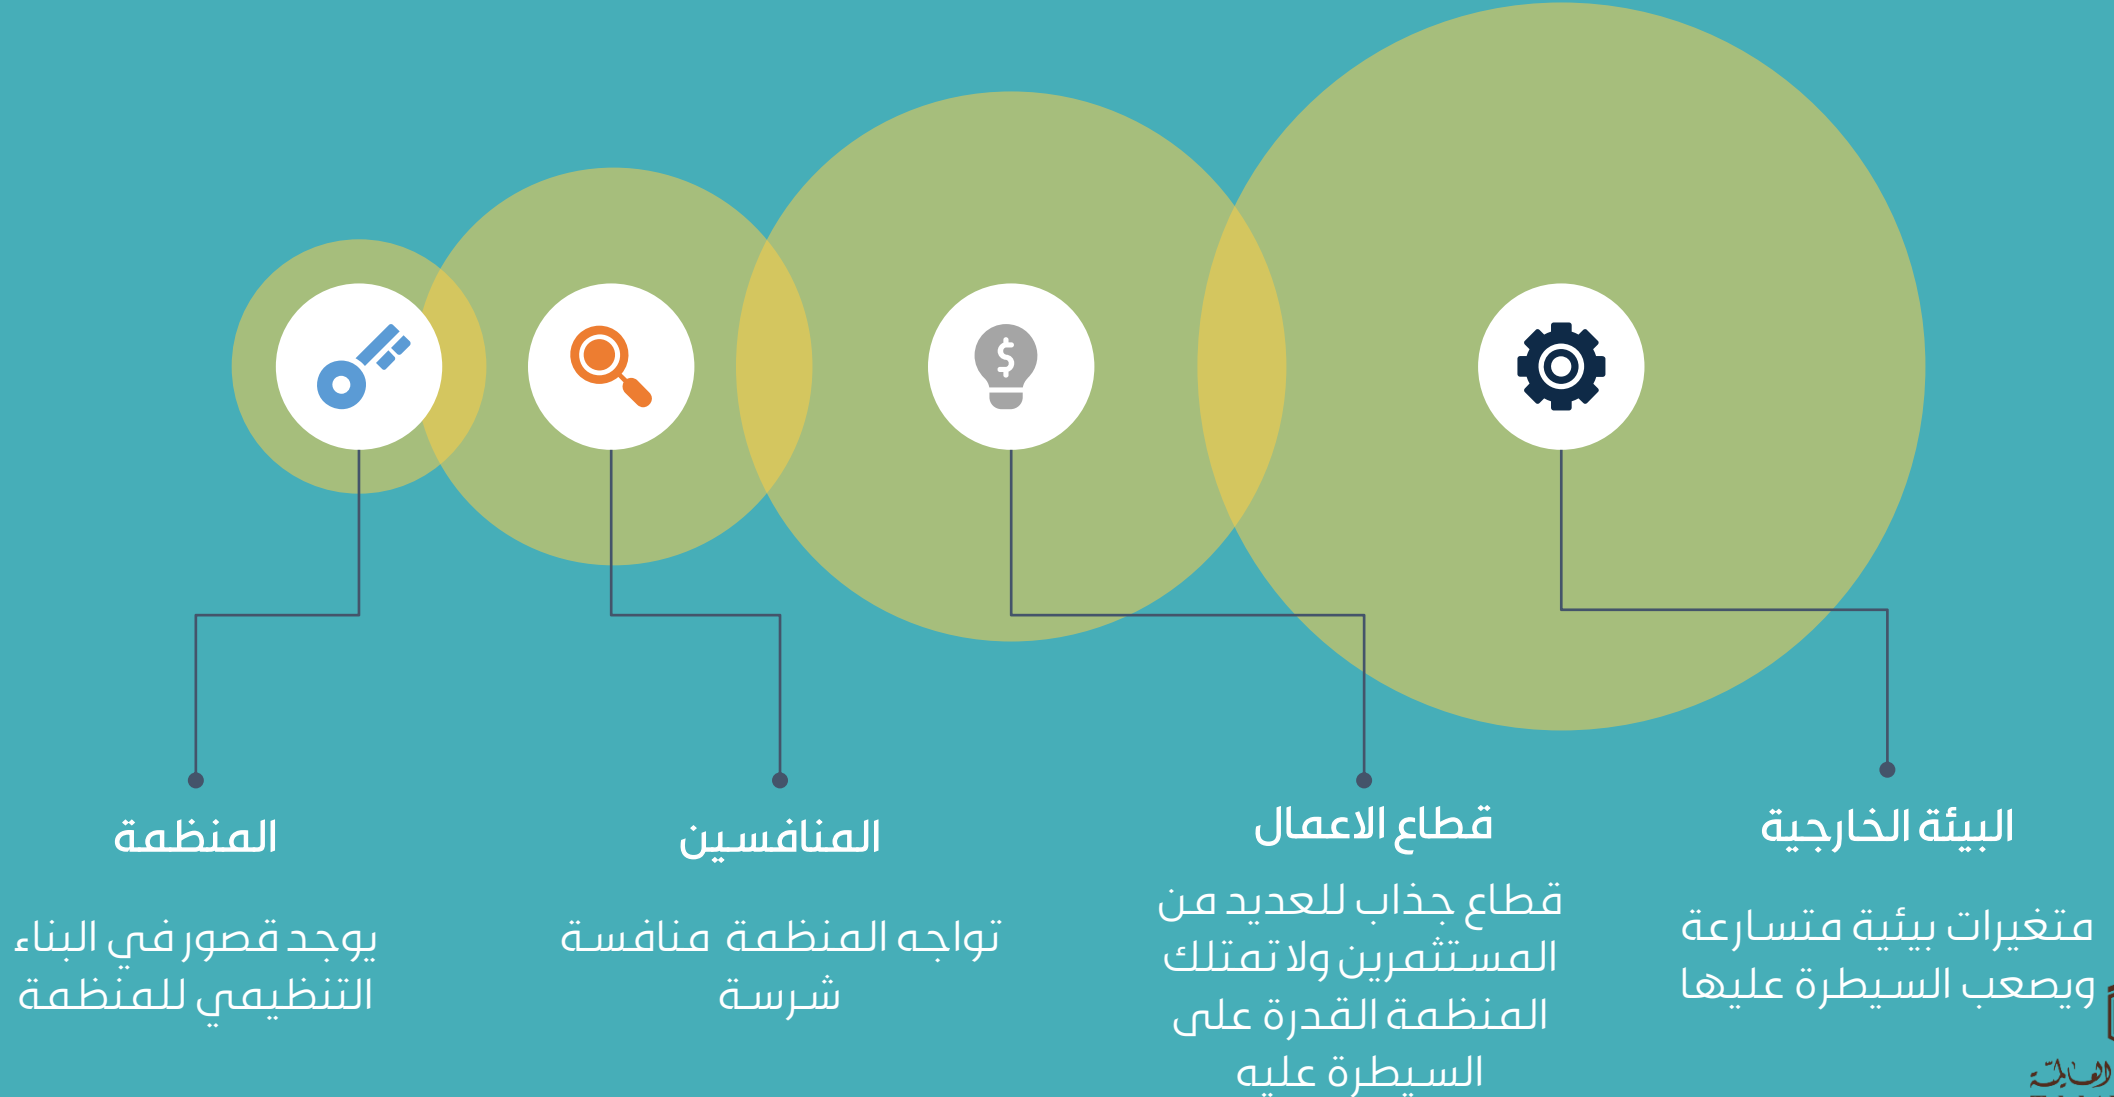 البيئة الخارجية
متغيرات بيئية متسارعة
ويصعب السيطرة عليها
قطاع الاعمال
قطاع جذاب للعديد من
المستثمرين ولا تمتلك
المنظمة القدرة على
السيطرة عليه
المنافسين
تواجه المنظمة منافسة
شرسة
المنظمة
يوجد قصور في البناء
التنظيمي للمنظمة
$
العالمية